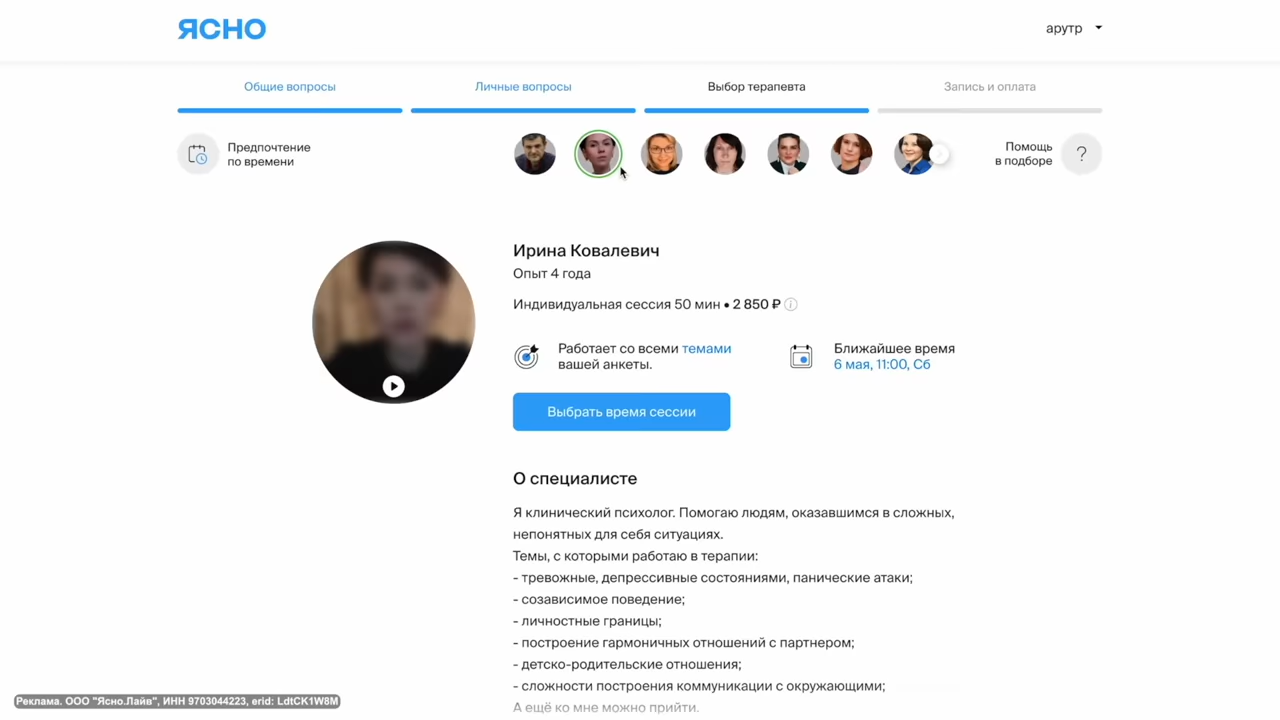 ЯСНО
арутр
Общие вопросы
Личные вопросы
Выбор терапевта
Запись и оплата
Предпочтение
по времени
Помощь
в подборе
?
Ирина Ковалевич
Опыт 4 года
Индивидуальная сессия 50 мин • 2 850 ₽
Работает со всеми темами
вашей анкеты.
Ближайшее время
6 мая, 11:00, Сб
Выбрать время сессии
О специалисте
Я клинический психолог. Помогаю людям, оказавшимся в сложных,
непонятных для себя ситуациях.
Темы, с которыми работаю в терапии:
- тревожные, депрессивные состояниями, панические атаки;
- созависимое поведение;
- личностные границы;
- построение гармоничных отношений с партнером;
- детско-родительские отношения;
- сложности построения коммуникации с окружающими;
А ещё ко мне можно прийти.
Реклама. ООО "Ясно.Лайв", ИНН 9703044223, erid: LdtCK1W8M